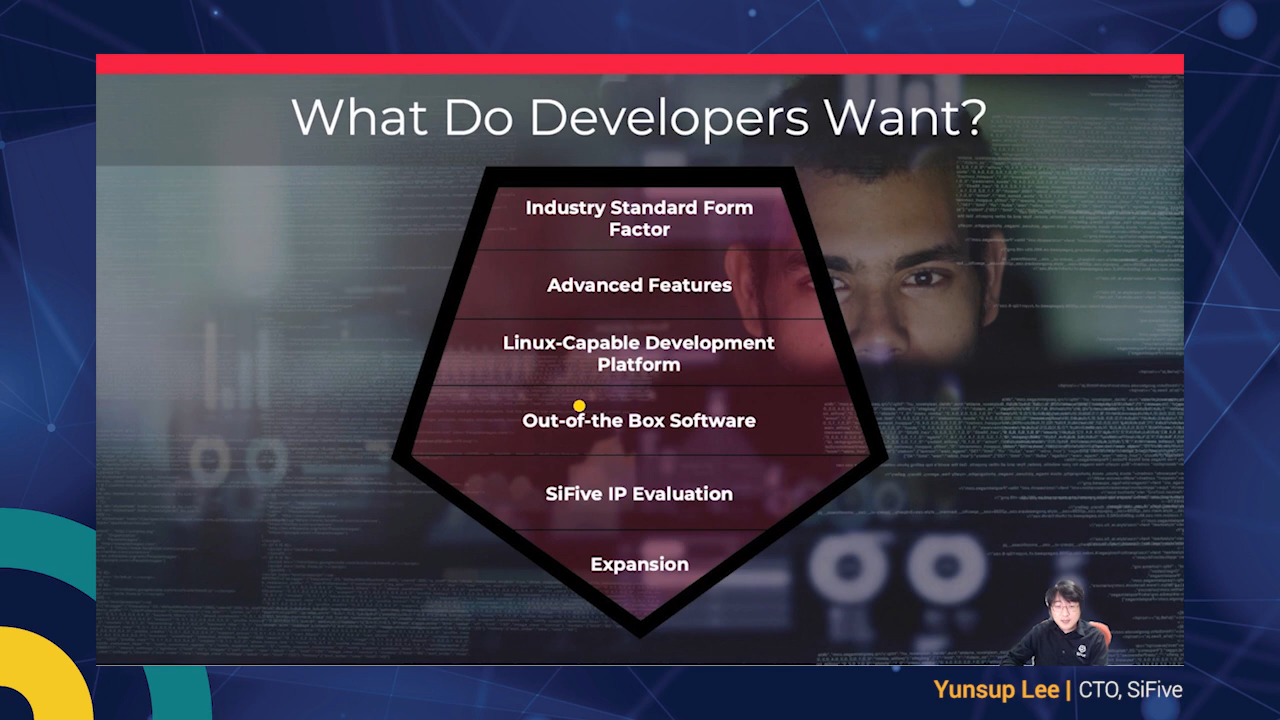 What Do Developers Want?
Industry Standard Form
Factor
Advanced Features
Linux-Capable Development
Platform
Out-of-the Box Software
SiFive IP Evaluation
Expansion
Yunsup Lee | CTO, SiFive